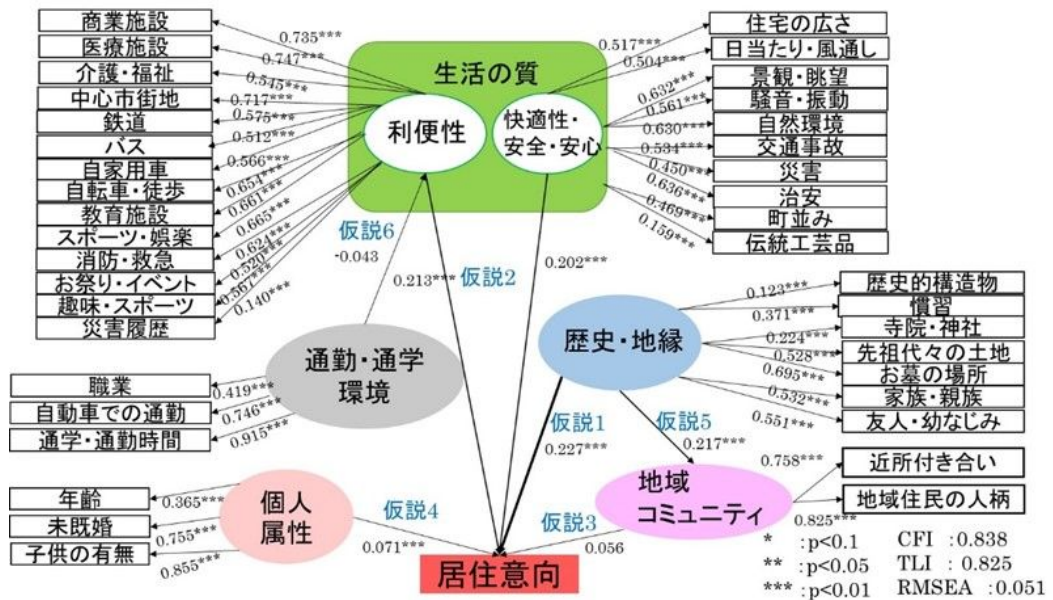 商業施設
医療施設
介護・福祉
中心市街地
鉄道
バス
自家用車
自転車・徒歩
教育施設
スポーツ・娯楽
消防・救急
お祭り・イベント
趣味・スポーツ
災害履歴
0.735***
0.747***
0.545***
0.717***
0.575***
0.512***
0.566***
0.654***
0.661***
0.665***
0.624***
0.520***
0.567***
0.140***
生活の質
利便性
快適性・
安全・安心
0.517***
0.504***
0.632***
0.561***
0.630***
0.534***
0.450***
0.636***
0.469***
0.159***
住宅の広さ
日当たり・風通し
景観・眺望
騒音・振動
自然環境
交通事故
災害
治安
町並み
伝統工芸品
仮説6
-0.043
0.213***
仮説2
0.202***
通勤・通学
環境
職業
自動車での通勤
通学・通勤時間
0.419***
0.746***
0.915***
歴史・地縁
0.123***
0.371***
0.224***
0.528***
0.695***
0.532***
0.551***
歴史的構造物
慣習
寺院・神社
先祖代々の土地
お墓の場所
家族・親族
友人・幼なじみ
仮説1
0.227***
仮説5
0.217***
地域
コミュニティ
0.758***
0.825***
近所付き合い
地域住民の人柄
個人
属性
年齢
未既婚
子供の有無
0.365***
0.755***
0.855***
仮説4
0.071***
仮説3
0.056
居住意向
* :p<0.1 CFI :0.838
** :p<0.05 TLI :0.825
*** :p<0.01 RMSEA :0.051